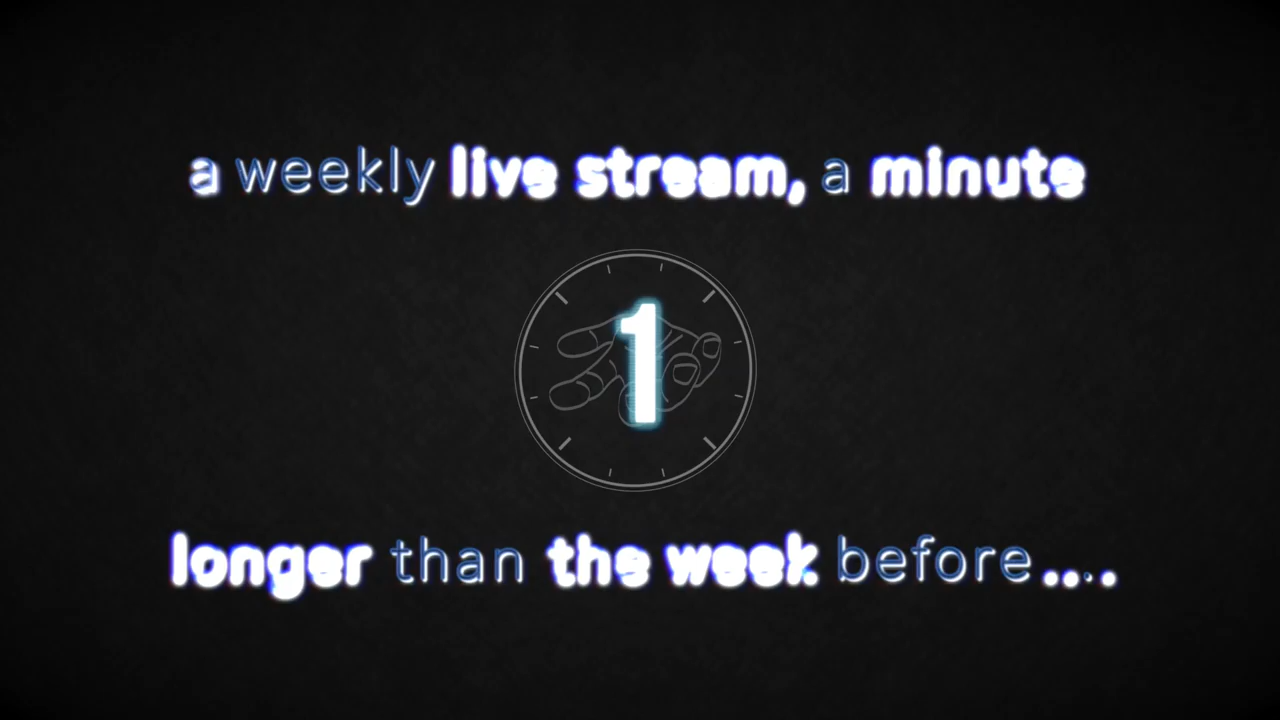 a weekly live stream, a minute
1
longer than the week before....